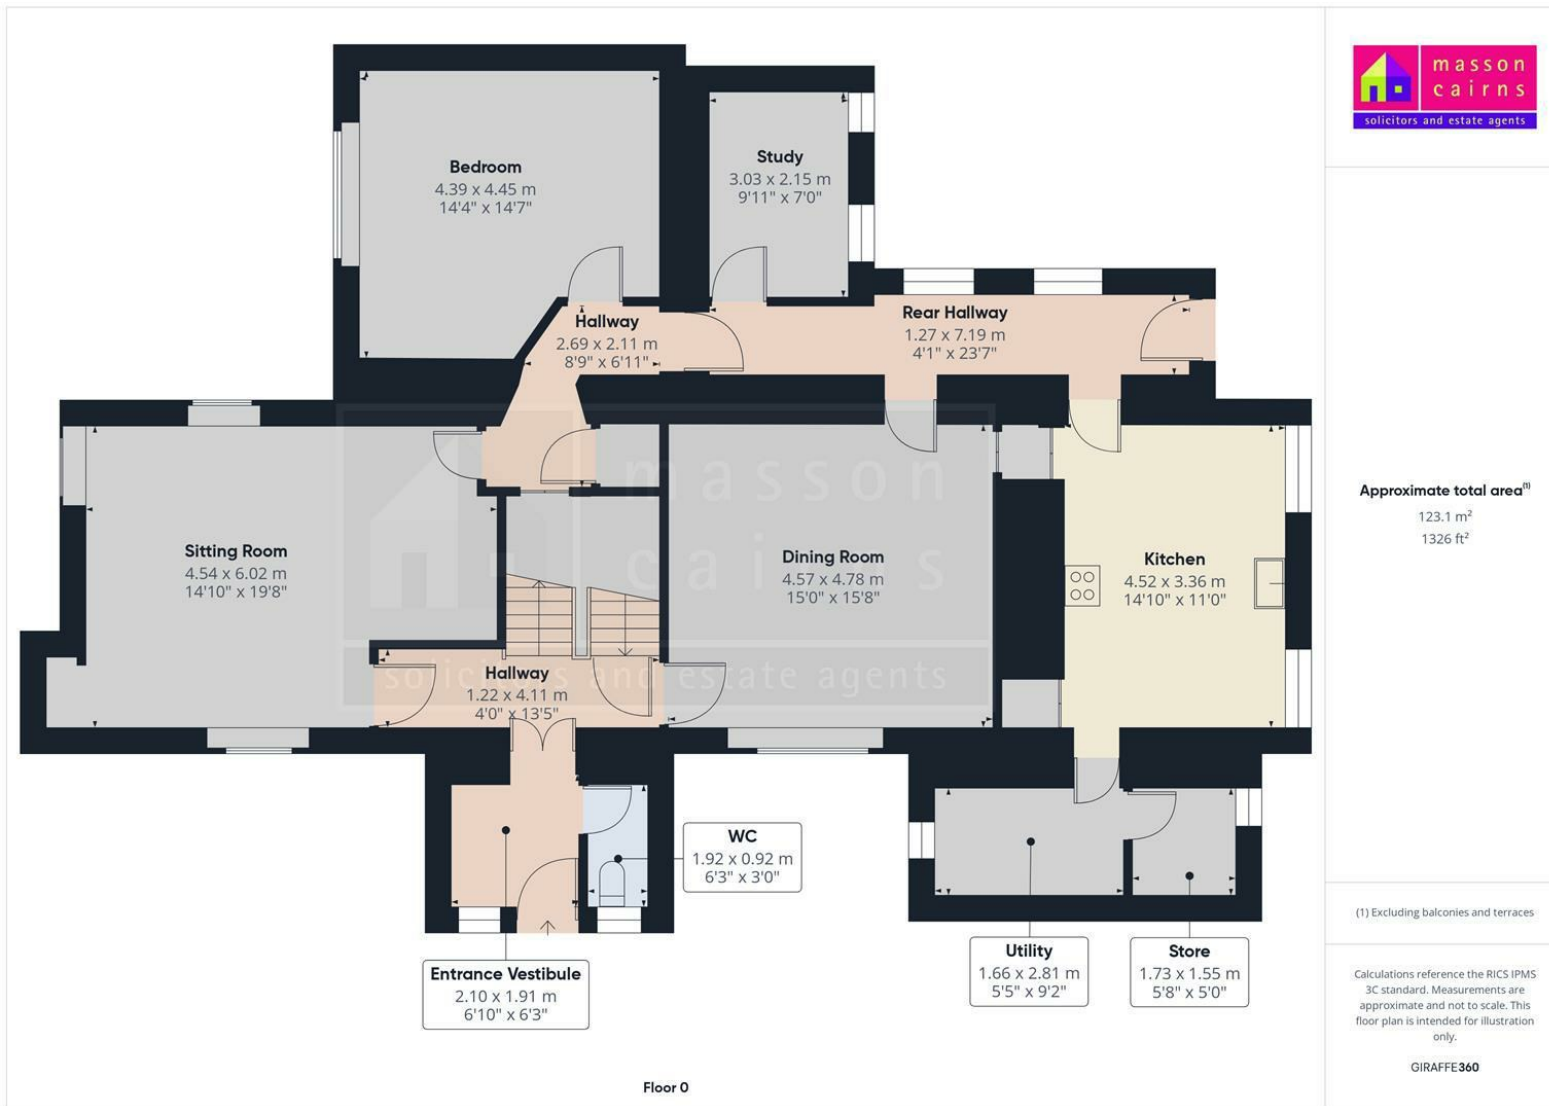 masson
cairns
solicitors and estate agents
Bedroom
4.39 x 4.45 m
14'4" x 14'7"
Study
3.03 x 2.15 m
9'11" x 7'0"
Hallway
2.69 x 2.11 m
8'9" x 6'11"
Rear Hallway
1.27 x 7.19 m
4'1" x 23'7"
masson
cairns
solicitors and estate agents
Sitting Room
4.54 x 6.02 m
14'10" x 19'8"
Dining Room
4.57 x 4.78 m
15'0" x 15'8"
Kitchen
4.52 x 3.36 m
14'10" x 11'0"
Hallway
1.22 x 4.11 m
4'0" x 13'5"
WC
1.92 x 0.92 m
6'3" x 3'0"
Entrance Vestibule
2.10 x 1.91 m
6'10" x 6'3"
Utility
1.66 x 2.81 m
5'5" x 9'2"
Store
1.73 x 1.55 m
5'8" x 5'0"
Floor 0
Approximate total area(1)
123.1 m²
1326 ft²
(1) Excluding balconies and terraces
Calculations reference the RICS IPMS
3C standard. Measurements are
approximate and not to scale. This
floor plan is intended for illustration
only.
GIRAFFE360